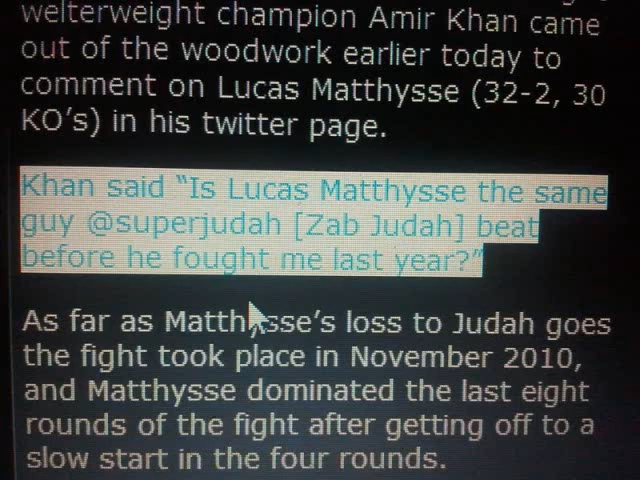 welterweight champion Amir Khan came
out of the woodwork earlier today to
comment on Lucas Matthysse (32-2, 30
KO's) in his twitter page.
Khan said "Is Lucas Matthysse the same
guy @superjudah [Zab Judah] beat
before he fought me last year?"
As far as Matthysse's loss to Judah goes
the fight took place in November 2010,
and Matthysse dominated the last eight
rounds of the fight after getting off to a
slow start in the four rounds.